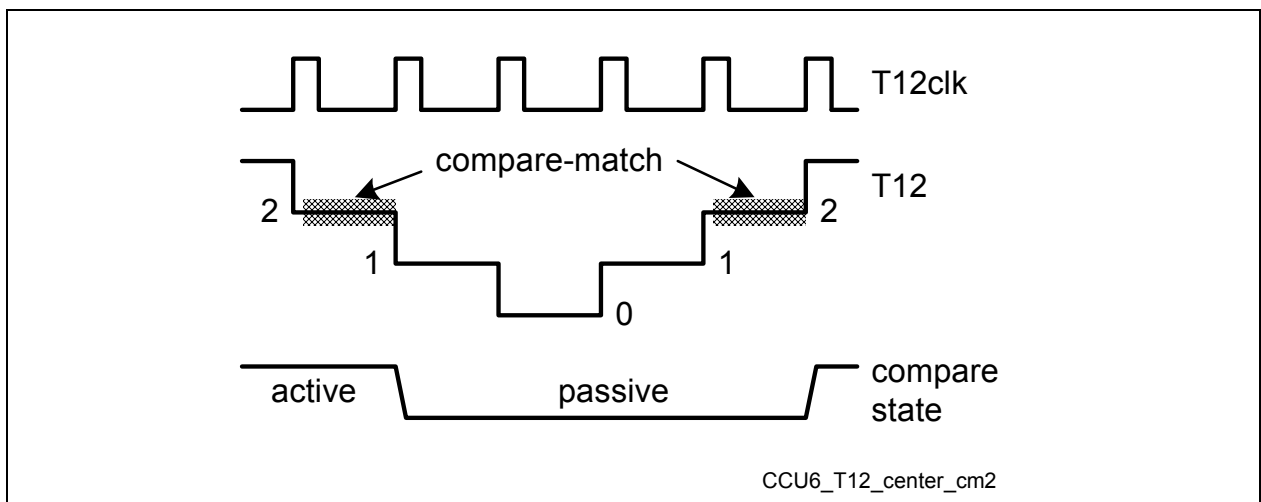 T12clk
compare-match
T12
2
2
1
1
0
active
passive
compare
state
CCU6_T12_center_cm2